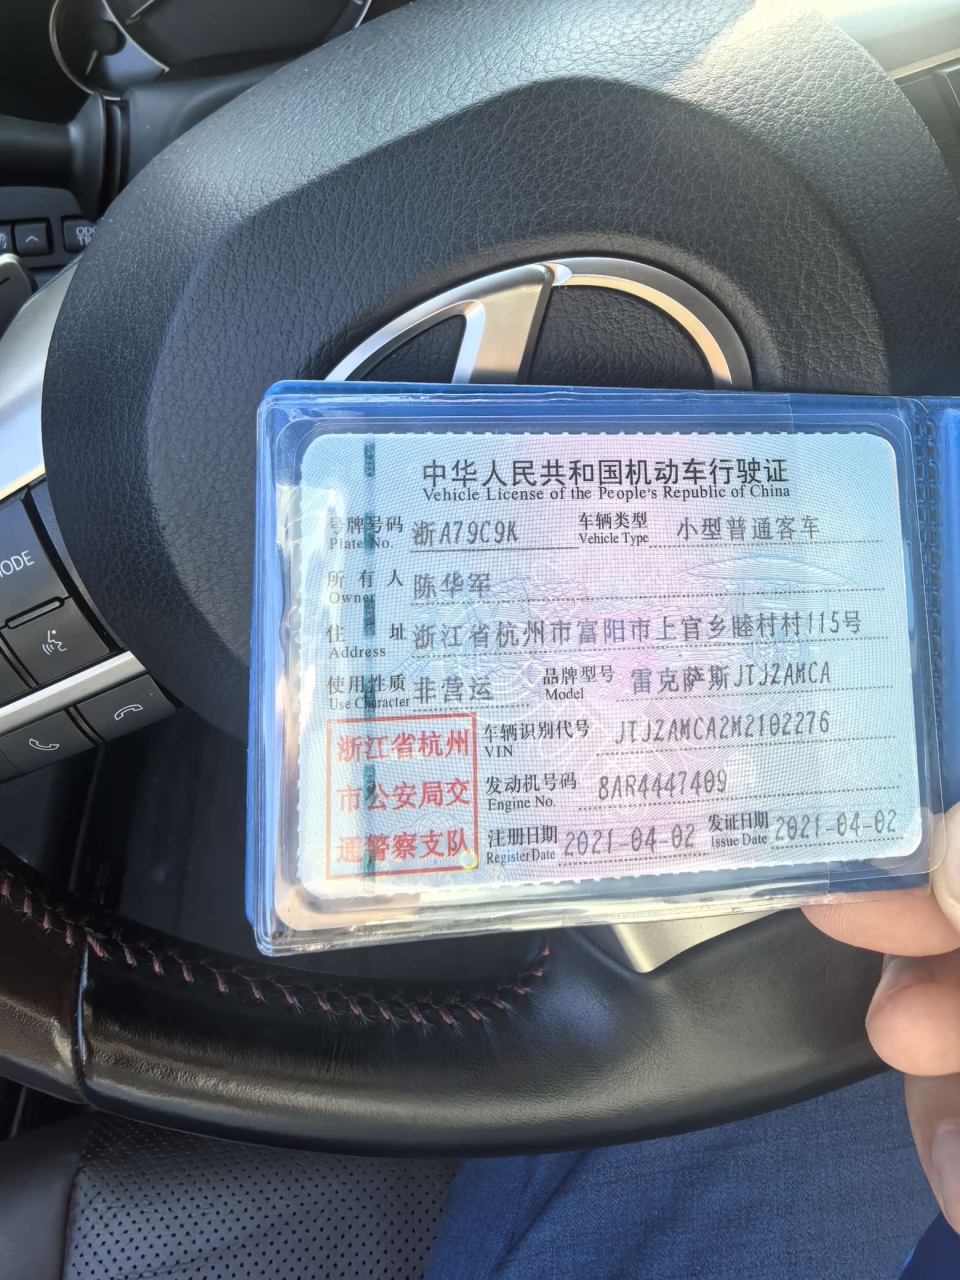 ODO
TR
MODE
中华人民共和国机动车行驶证
Vehicle License of the People's Republic of China
号牌号码 浙A79C9K 车辆类型 小型普通客车
Plate No. Vehicle Type
所有人 陈华军
Owner
住址 浙江省杭州市富阳市上官乡睦村村115号
Address
使用性质 非营运 品牌型号 雷克萨斯JTJ2AMCA
Use Character Model
浙江省杭州
市公安局交
通警察支队
车辆识别代号 JTJ2AMCA2M2102276
VIN
发动机号码 8AR4447409
Engine No.
注册日期 2021-04-02 发证日期 2021-04-02
Register Date Issue Date